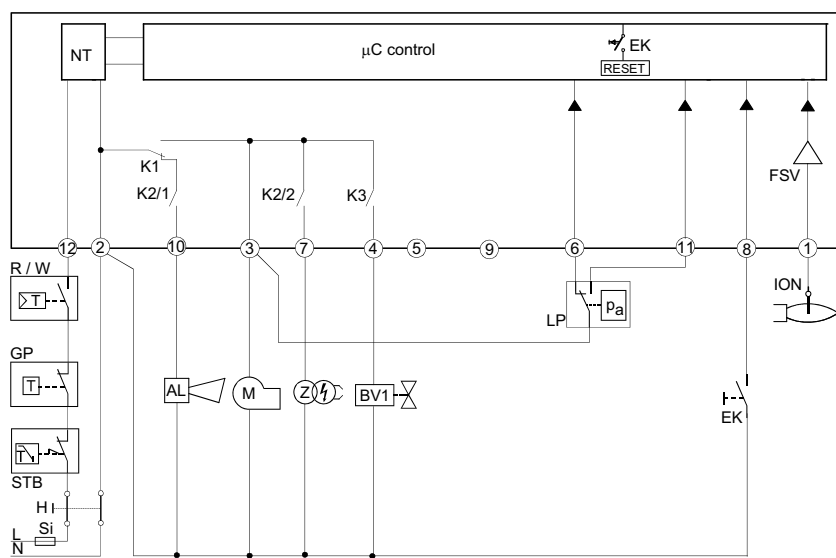 NT
µC control
EK
RESET
K1
K2/1
K2/2
K3
FSV
12
2
10
3
7
4
5
9
6
11
8
1
R / W
T
ION
LP
pa
GP
T
AL
M
Z
BV1
EK
T
STB
H
L
Si
N